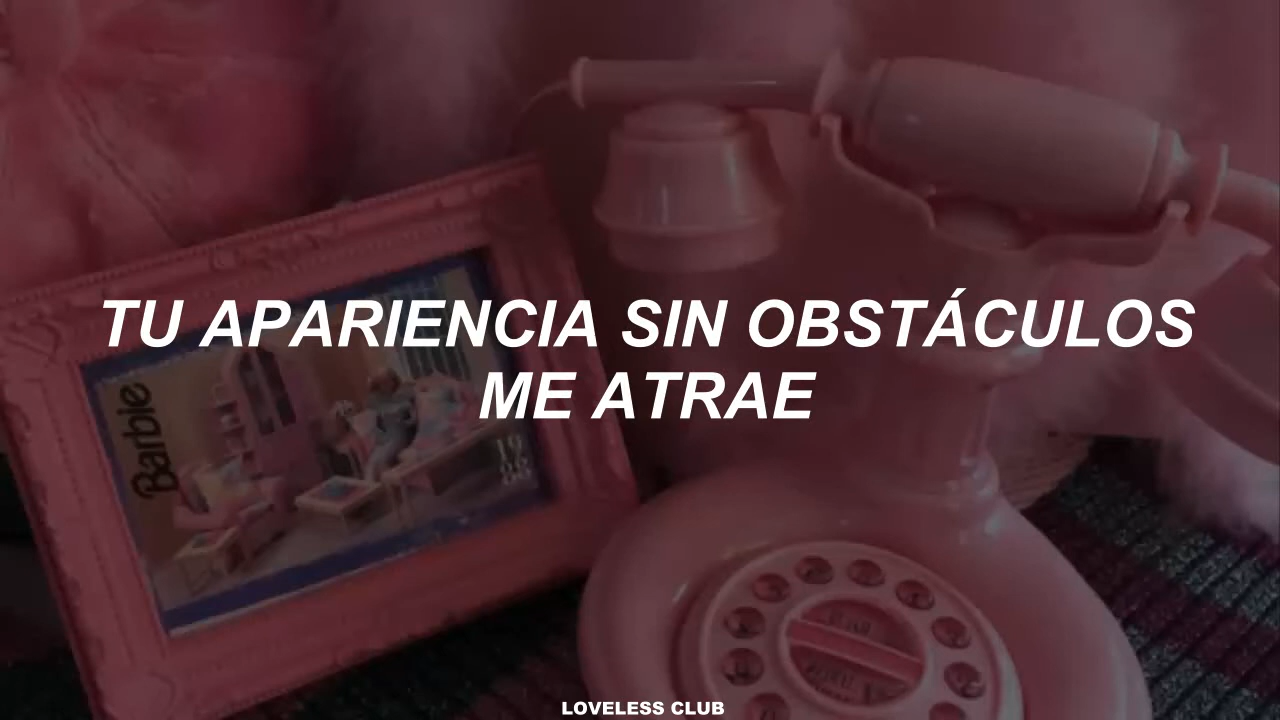 TU APARIENCIA SIN OBSTÁCULOS
ME ATRAE
Barbie
LOVELESS CLUB